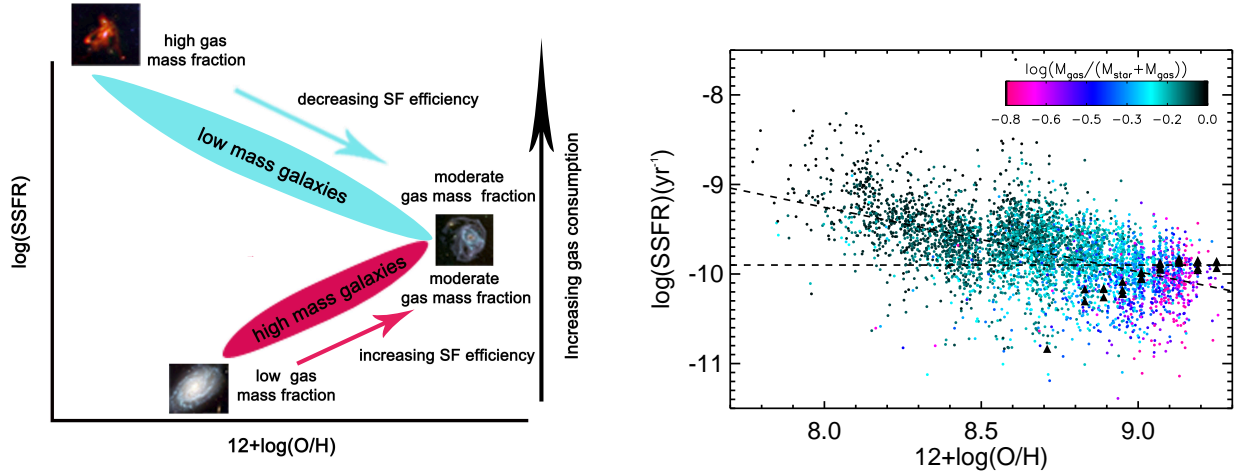 high gas
mass fraction
decreasing SF efficiency
low mass galaxies
moderate
gas mass fraction
moderate
gas mass fraction
high mass galaxies
increasing SF efficiency
low gas
mass fraction
log(SSFR)
12+log(O/H)
Increasing gas consumption
log(M_gas/(M_star+M_gas))
-0.8 -0.6 -0.5 -0.3 -0.2 0.0
log(SSFR)(yr⁻¹)
-8
-9
-10
-11
8.0 8.5 9.0
12+log(O/H)